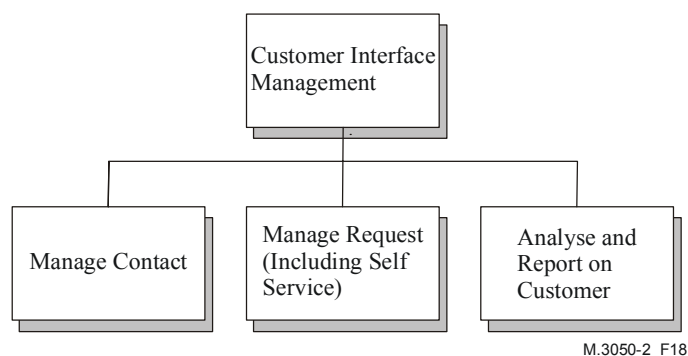 Customer Interface
Management
Manage Contact
Manage Request
(Including Self
Service)
Analyse and
Report on
Customer
M.3050-2 F18